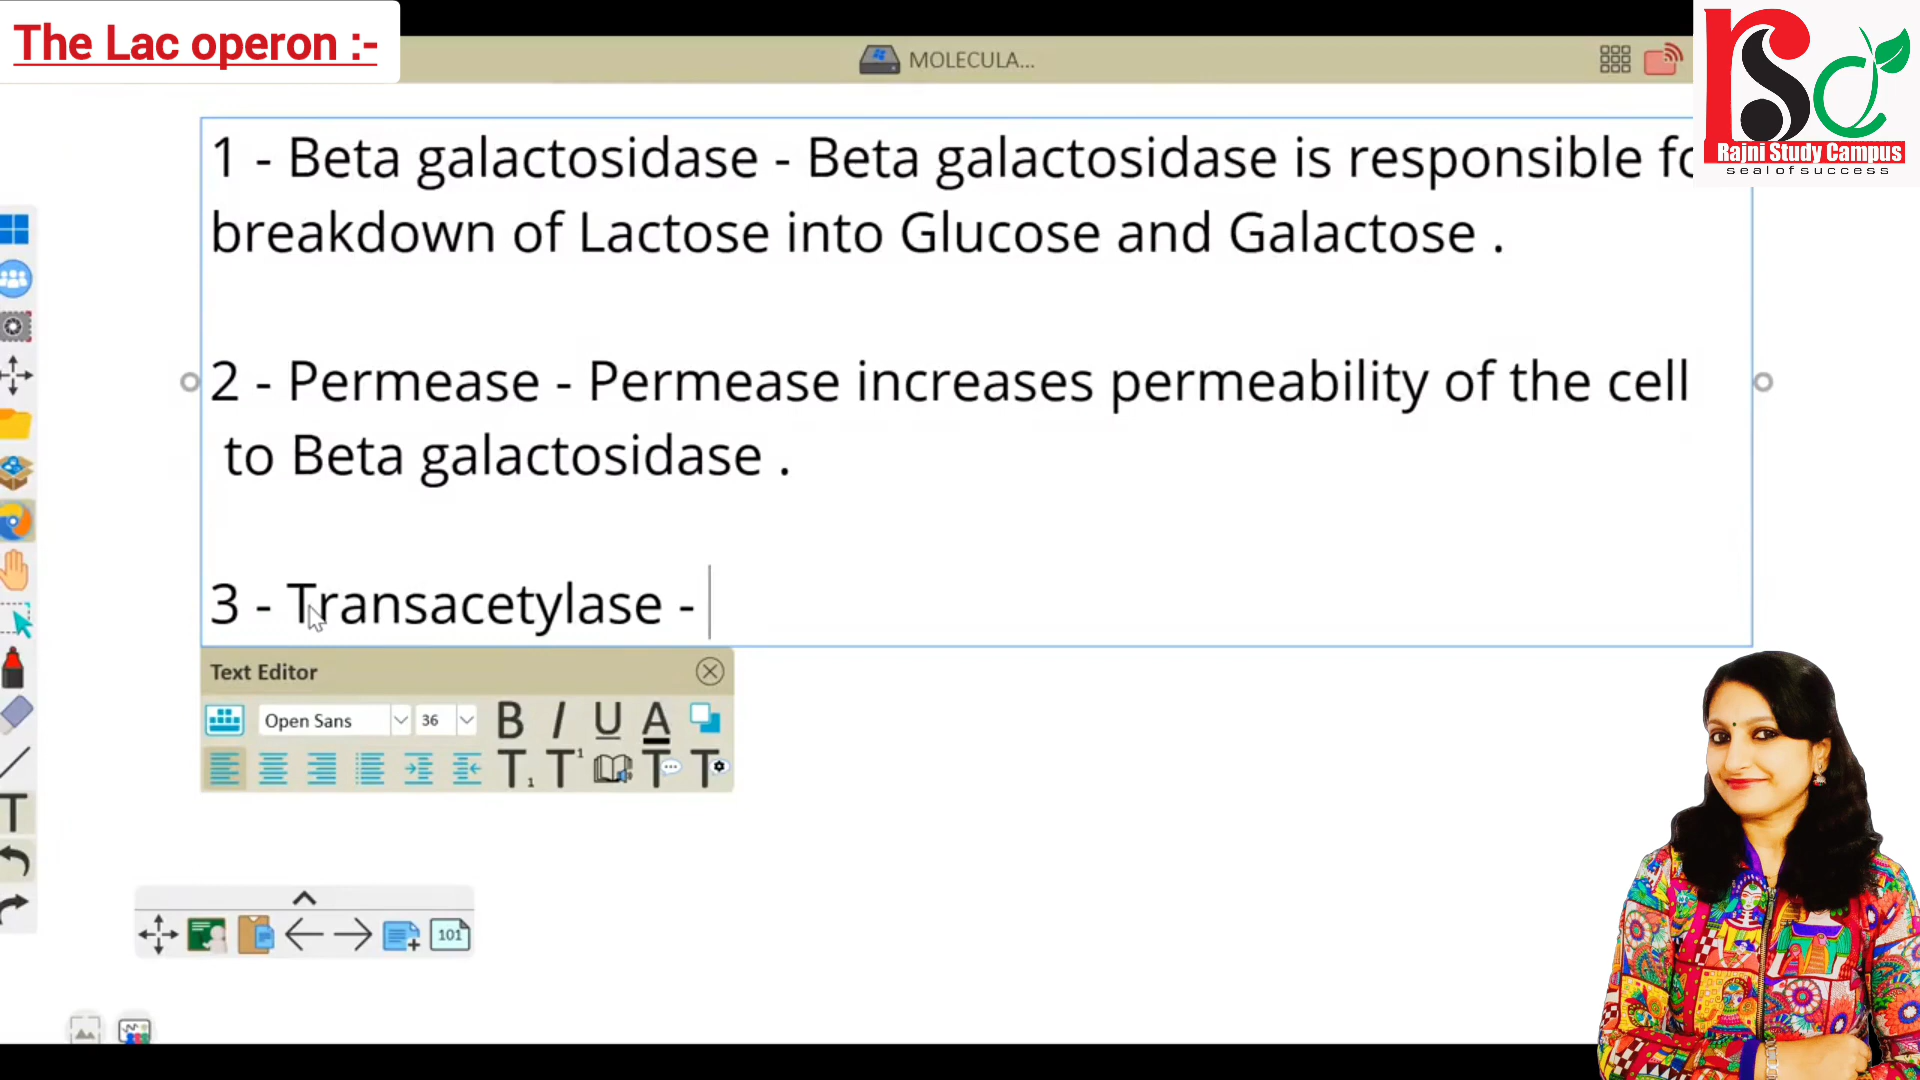 The Lac operon :-
MOLECULA...
Rajni Study Campus
seal of success
1 - Beta galactosidase - Beta galactosidase is responsible fo
breakdown of Lactose into Glucose and Galactose .
2 - Permease - Permease increases permeability of the cell
to Beta galactosidase .
3 - Transacetylase -
Text Editor
Open Sans 36
B I U A
T1 T1 T T
T
101